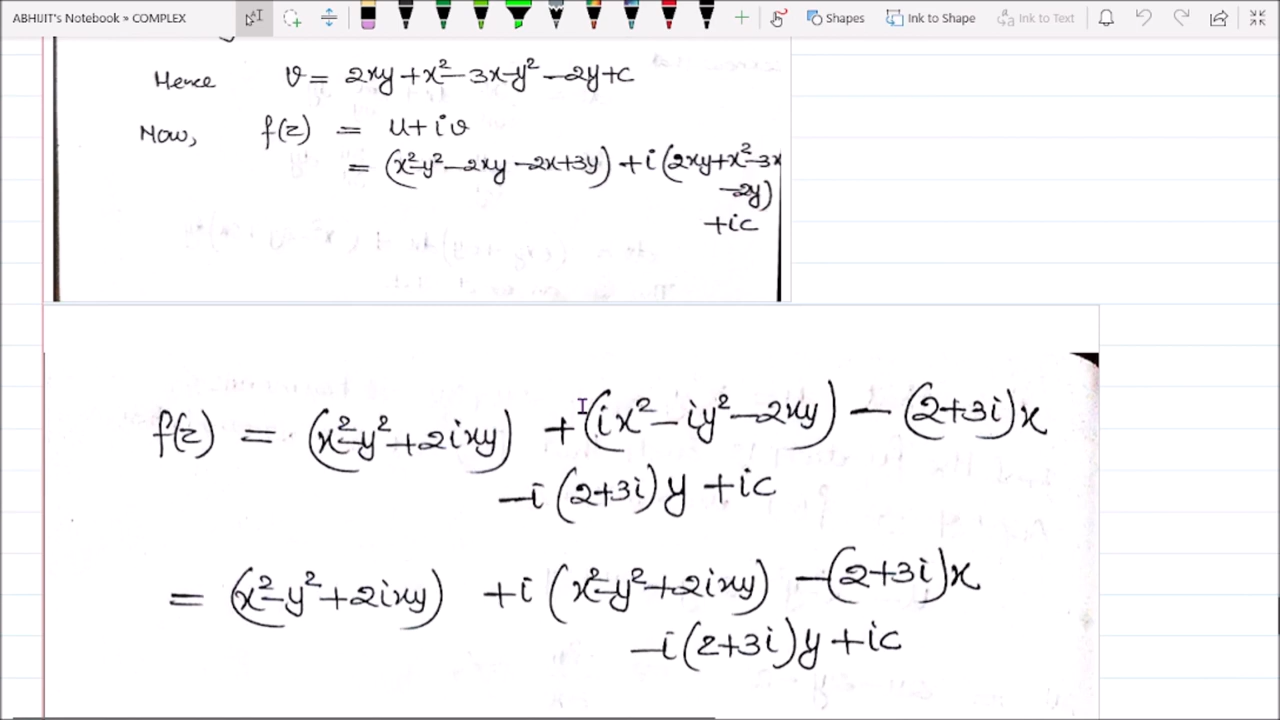 ABHIJIT's Notebook » COMPLEX
Shapes
Ink to Shape
Ink to Text
Hence v = 2xy + x² - 3x - y² - 2y + c
Now, f(z) = u + iv
= (x² - y² - 2xy - 2x + 3y) + i (2xy + x² - 3x
- 2y)
+ ic
f(z) = (x² - y² + 2ixy) + (ix² - iy² - 2xy) - (2+3i)x
- i (2+3i) y + ic
= (x² - y² + 2ixy) + i (x² - y² + 2ixy) - (2+3i)x
- i (2+3i) y + ic